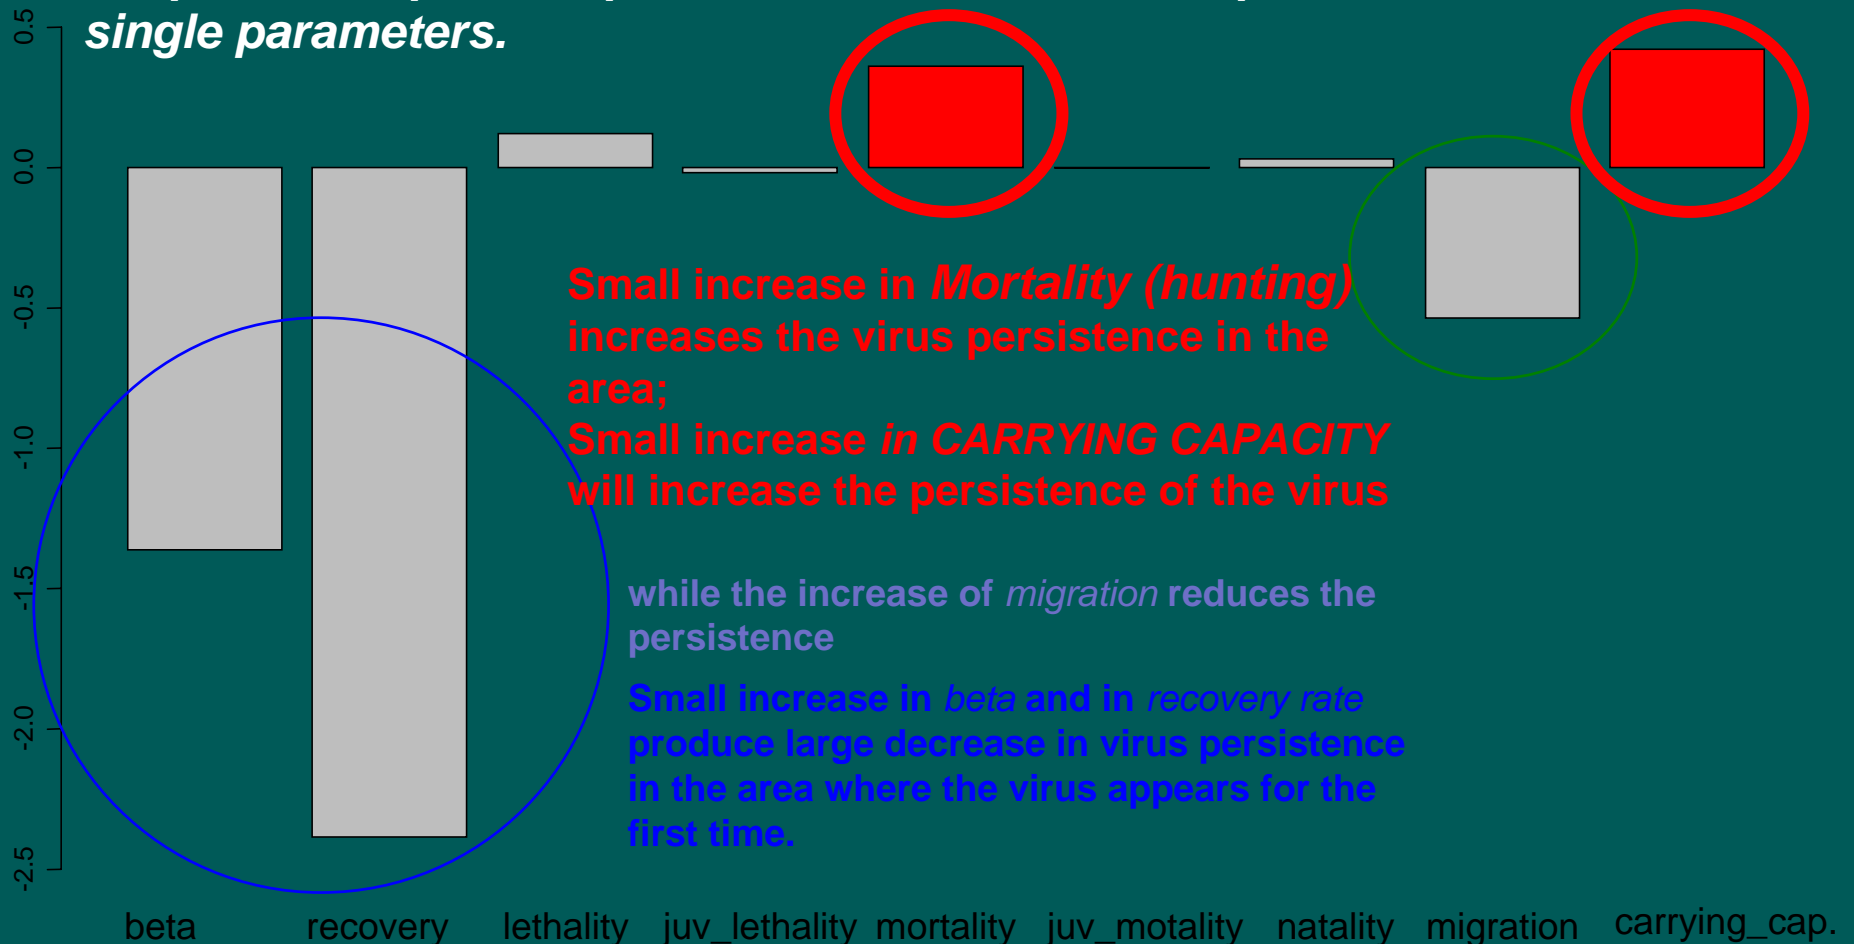 single parameters.
0.5
0.0
-0.5
-1.0
-1.5
-2.0
-2.5
Small increase in Mortality (hunting)
increases the virus persistence in the
area;
Small increase in CARRYING CAPACITY
will increase the persistence of the virus
while the increase of migration reduces the
persistence
Small increase in beta and in recovery rate
produce large decrease in virus persistence
in the area where the virus appears for the
first time.
beta recovery lethality juv_lethality mortality juv_motality natality migration carrying_cap.